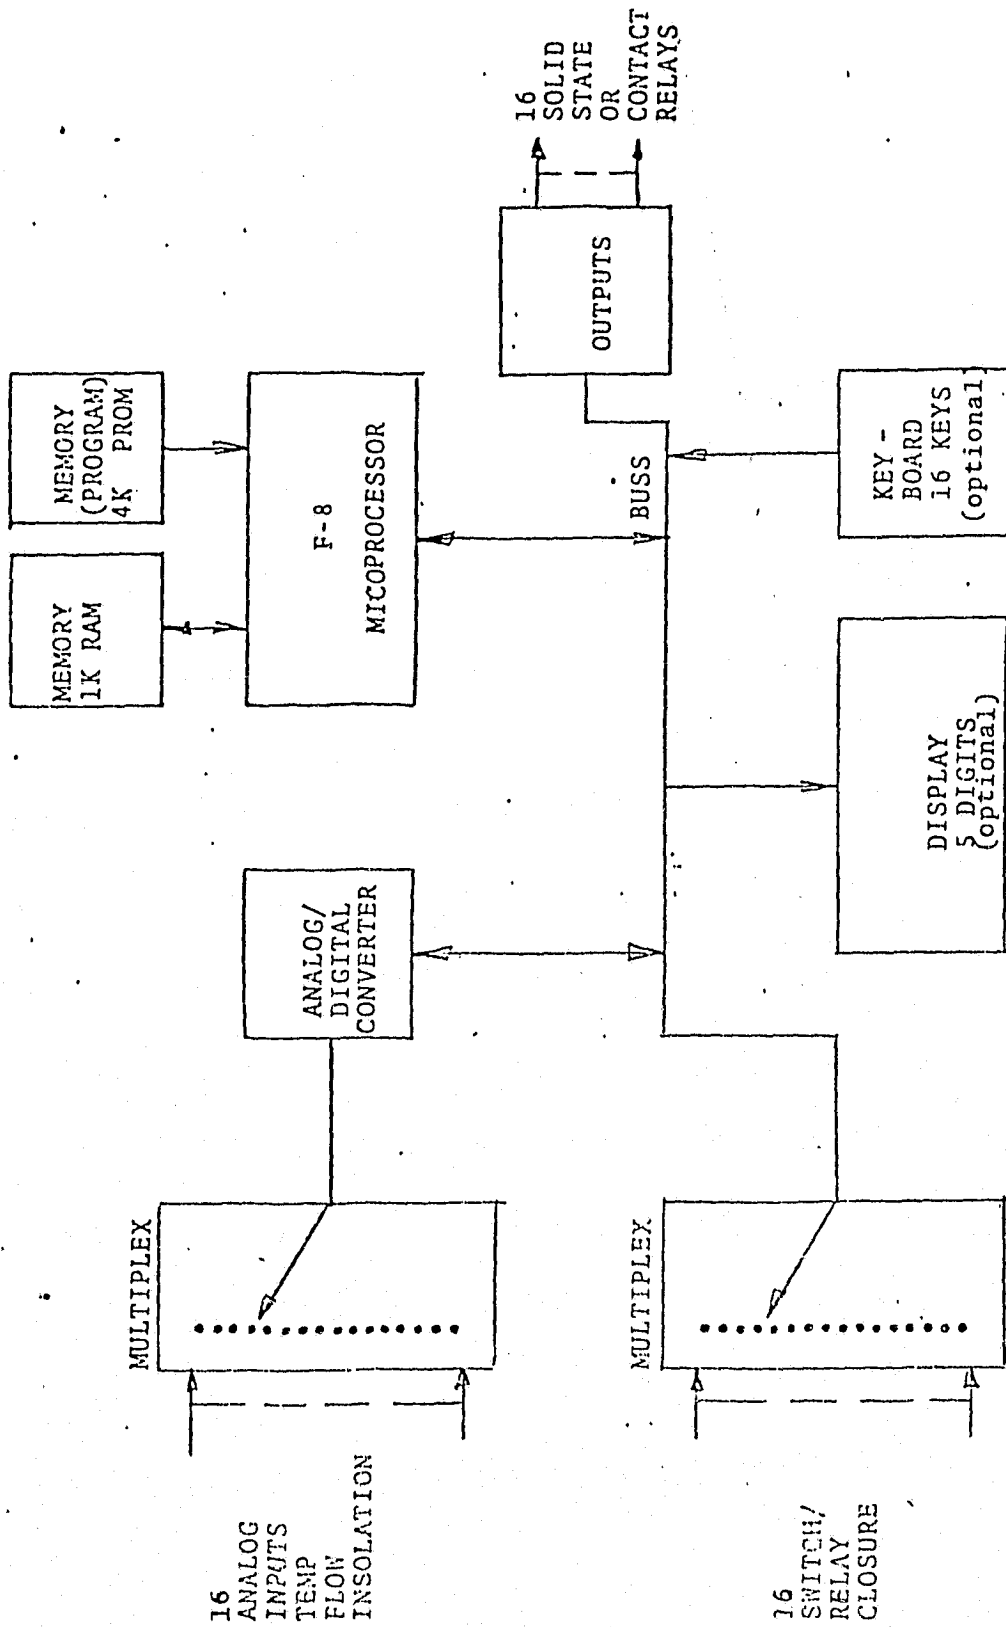 16
ANALOG
INPUTS
TEMP
FLOW
INSOLATION
MULTIPLEX
ANALOG/
DIGITAL
CONVERTER
MEMORY
1K RAM
MEMORY
(PROGRAM)
4K PROM
F-8
MICOPROCESSOR
16
SWITCH/
RELAY
CLOSURE
MULTIPLEX
BUSS
OUTPUTS
16
SOLID
STATE
OR
CONTACT
RELAYS
DISPLAY
5 DIGITS
(optional)
KEY-
BOARD
16 KEYS
(optional)